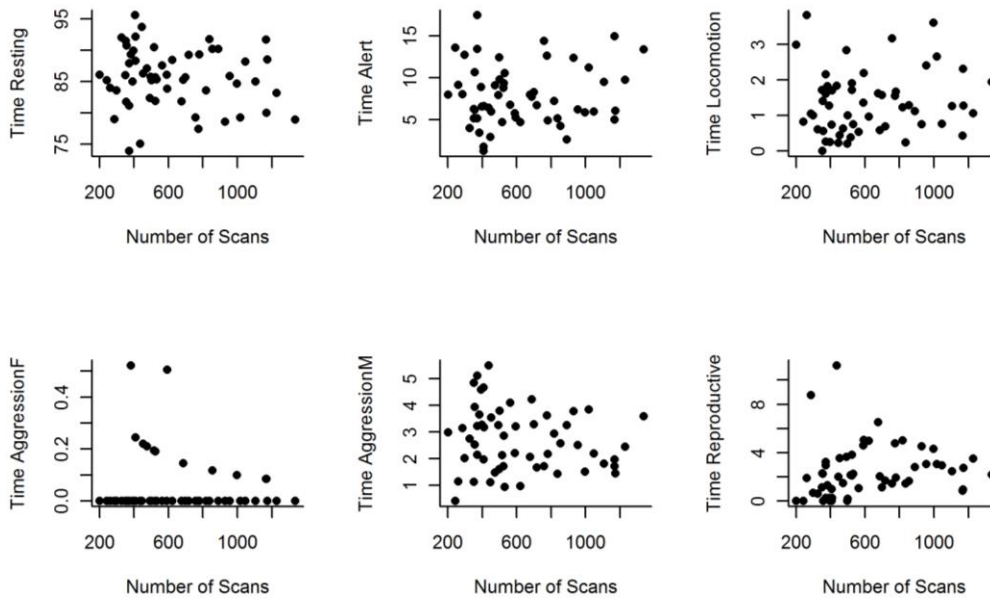 Time Resting
95
85
75
200 600 1000
Number of Scans
Time Alert
15
10
5
200 600 1000
Number of Scans
Time Locomotion
3
2
1
0
200 600 1000
Number of Scans
Time AggressionF
0.4
0.2
0.0
200 600 1000
Number of Scans
Time AggressionM
5
4
3
2
1
200 600 1000
Number of Scans
Time Reproductive
8
4
0
200 600 1000
Number of Scans